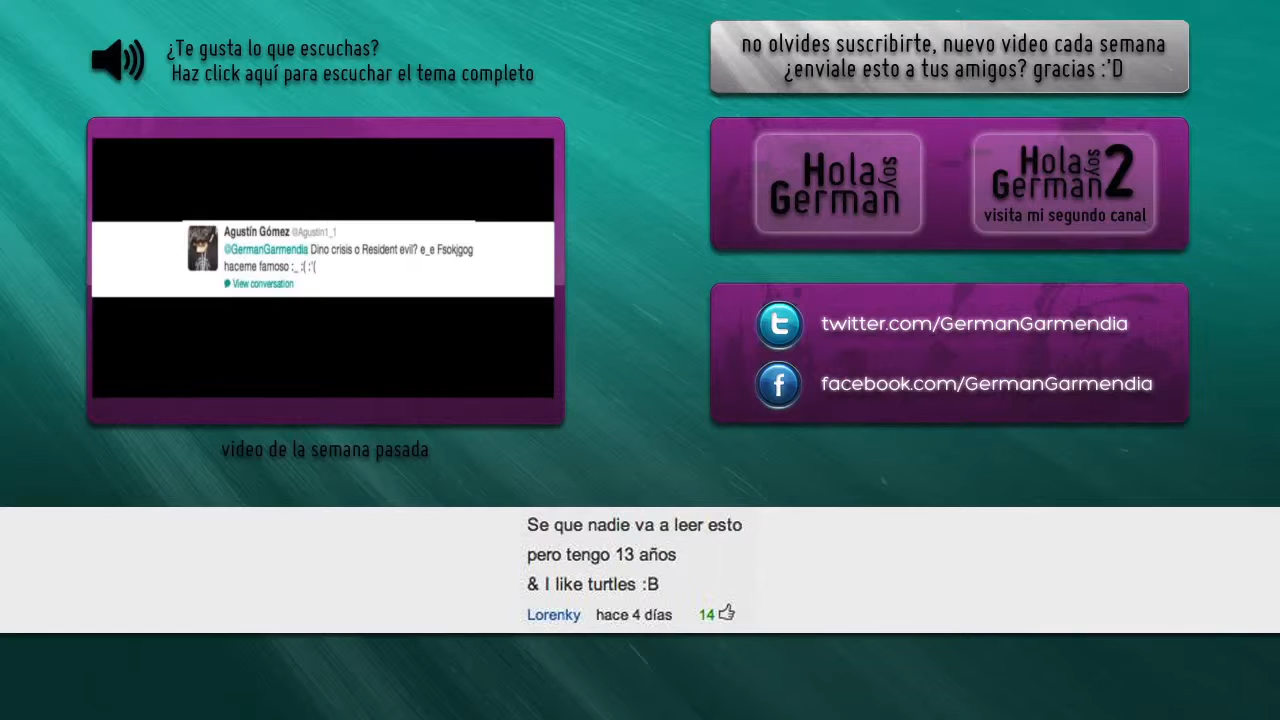 ¿Te gusta lo que escuchas?
Haz click aquí para escuchar el tema completo
no olvides suscribirte, nuevo video cada semana
¿enviale esto a tus amigos? gracias :'D
Agustín Gómez @Agustin1_1
@GermanGarmendia Dino crisis o Resident evil? e_e Fsokjgog
haceme famoso :_ :( :'(
View conversation
video de la semana pasada
Hola soy German
Hola soy German 2
visita mi segundo canal
twitter.com/GermanGarmendia
facebook.com/GermanGarmendia
Se que nadie va a leer esto
pero tengo 13 años
& I like turtles :B
Lorenky hace 4 días 14